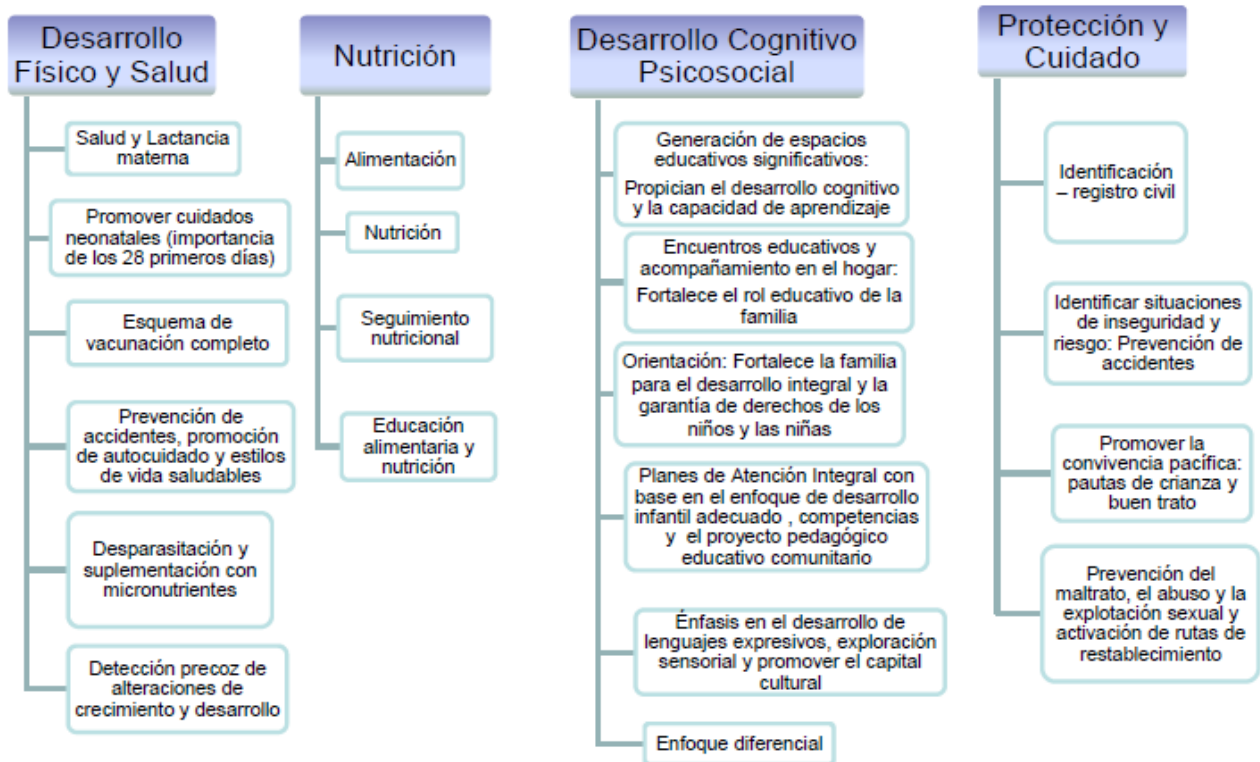 Desarrollo
Físico y Salud
Salud y Lactancia
materna
Promover cuidados
neonatales (importancia
de los 28 primeros días)
Esquema de
vacunación completo
Prevención de
accidentes, promoción
de autocuidado y estilos
de vida saludables
Desparasitación y
suplementación con
micronutrientes
Detección precoz de
alteraciones de
crecimiento y desarrollo
Nutrición
Alimentación
Nutrición
Seguimiento
nutricional
Educación
alimentaria y
nutrición
Desarrollo Cognitivo
Psicosocial
Generación de espacios
educativos significativos:
Propician el desarrollo cognitivo
y la capacidad de aprendizaje
Encuentros educativos y
acompañamiento en el hogar:
Fortalece el rol educativo de la
familia
Orientación: Fortalece la familia
para el desarrollo integral y la
garantía de derechos de los
niños y las niñas
Planes de Atención Integral con
base en el enfoque de desarrollo
infantil adecuado , competencias
y el proyecto pedagógico
educativo comunitario
Énfasis en el desarrollo de
lenguajes expresivos, exploración
sensorial y promover el capital
cultural
Enfoque diferencial
Protección y
Cuidado
Identificación
– registro civil
Identificar situaciones
de inseguridad y
riesgo: Prevención de
accidentes
Promover la
convivencia pacífica:
pautas de crianza y
buen trato
Prevención del
maltrato, el abuso y la
explotación sexual y
activación de rutas de
restablecimiento